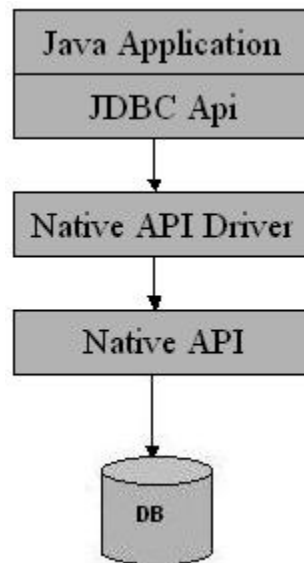 Java Application
JDBC Api
Native API Driver
Native API
DB